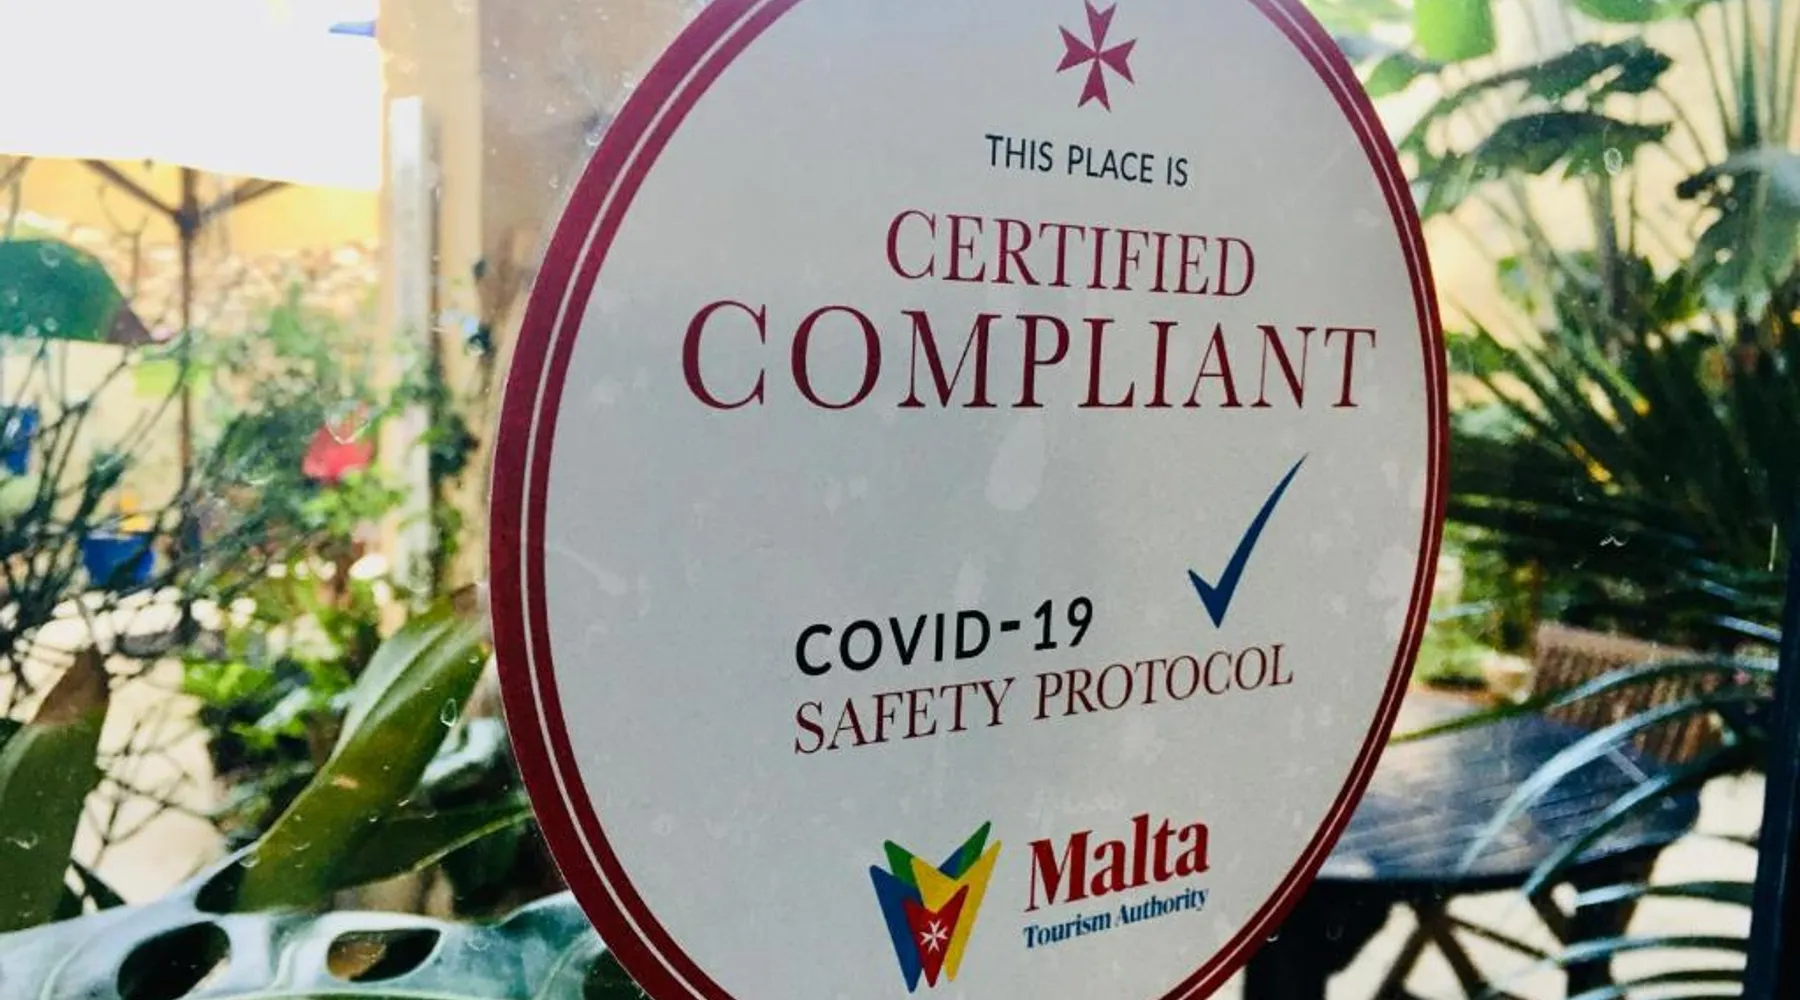 THIS PLACE IS
CERTIFIED
COMPLIANT
COVID-19
SAFETY PROTOCOL
Malta
Tourism Authority